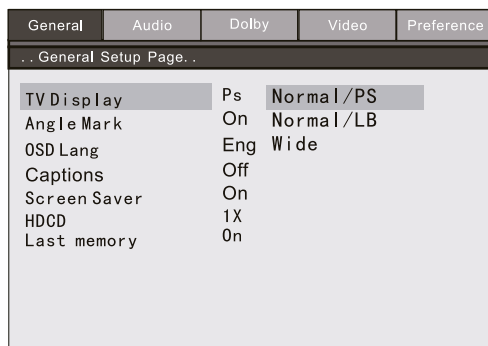 General Audio Dolby Video Preference
. . General Setup Page. .
TV Display Ps Normal/PS
Angle Mark On Normal/LB
OSD Lang Eng Wide
Captions Off
Screen Saver On
HDCD 1X
Last memory On